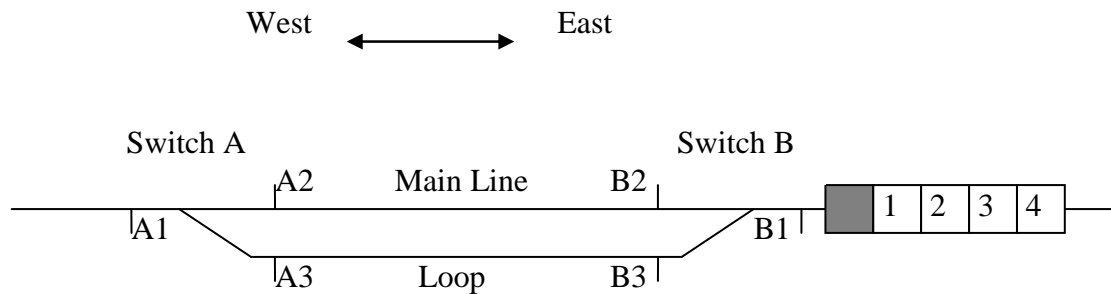 West East
Switch A Switch B
A2 Main Line B2
1 2 3 4
A1 B1
A3 Loop B3